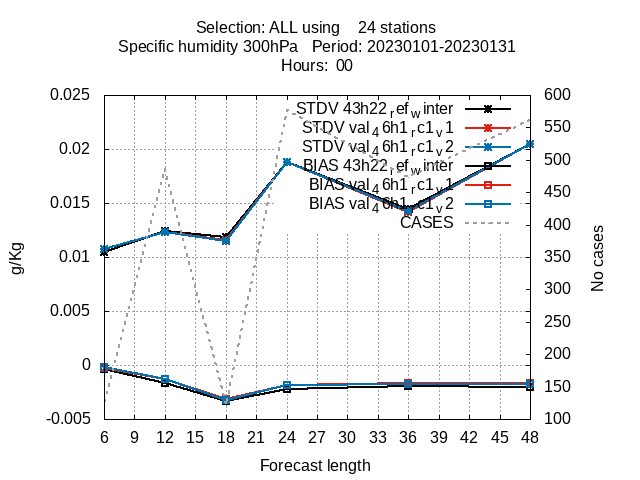 Selection: ALL using    24 stations
Specific humidity 300hPa   Period: 20230101-20230131
Hours:  00
0.025
0.02
0.015
0.01
0.005
0
-0.005
g/Kg
STDV 43h22_ref_winter
STDV val_46h1_rc1_v1
STDV val_46h1_rc1_v2
BIAS 43h22_ref_winter
BIAS val_46h1_rc1_v1
BIAS val_46h1_rc1_v2
CASES
600
550
500
450
400
350
300
250
200
150
100
No cases
6 9 12 15 18 21 24 27 30 33 36 39 42 45 48
Forecast length